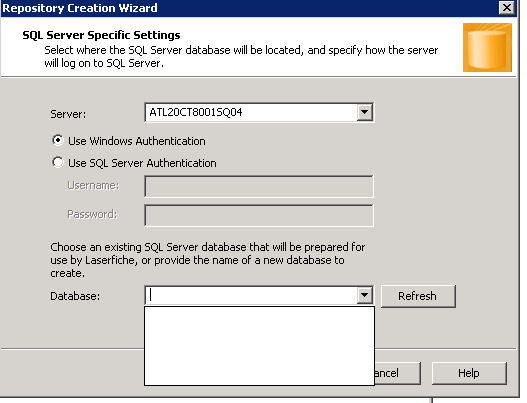 Repository Creation Wizard
SQL Server Specific Settings
Select where the SQL Server database will be located, and specify how the server
will log on to SQL Server.
Server:
ATL20CT8001SQ04
Use Windows Authentication
Use SQL Server Authentication
Username:
Password:
Choose an existing SQL Server database that will be prepared for
use by Laserfiche, or provide the name of a new database to
create.
Database:
Refresh
ancel
Help